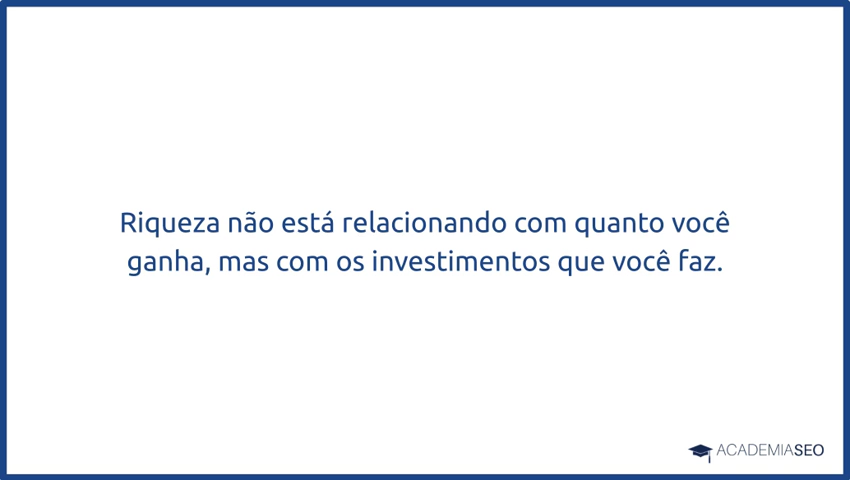 Riqueza não está relacionando com quanto você
ganha, mas com os investimentos que você faz.
ACADEMIASEO